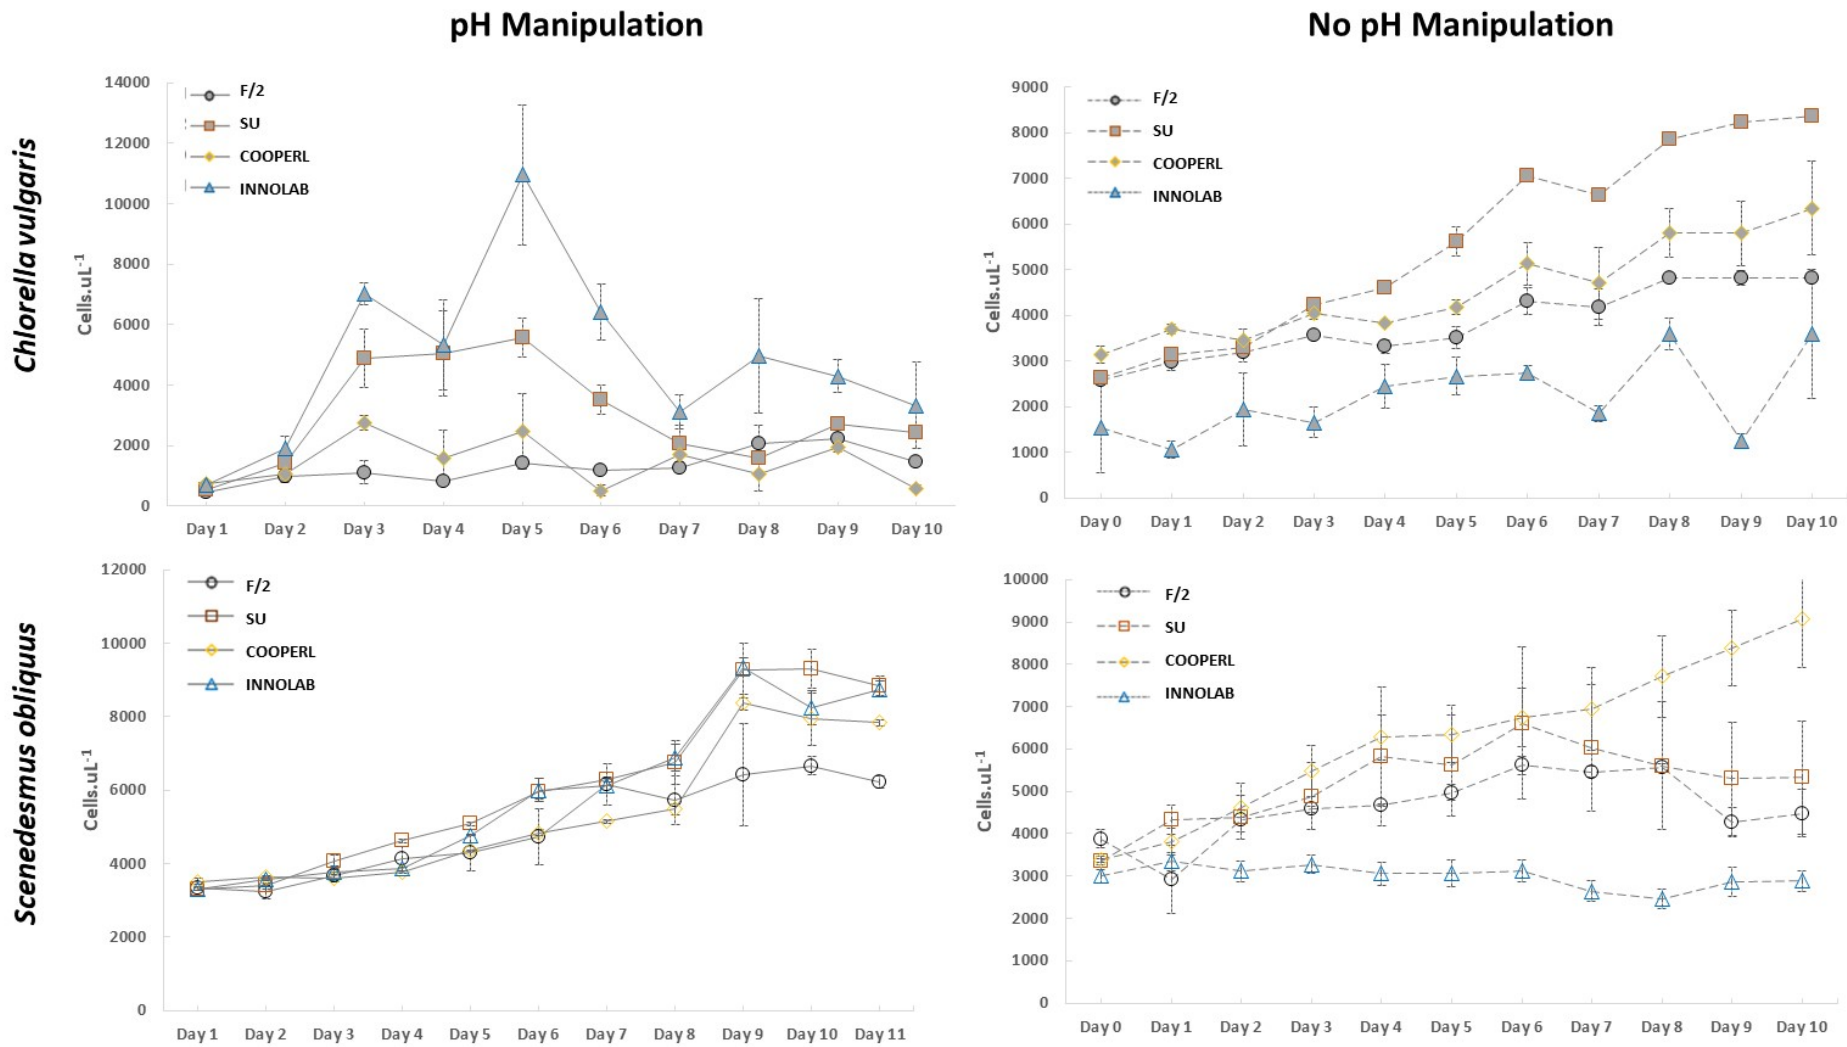 pH Manipulation
No pH Manipulation
Chlorella vulgaris
14000
12000
10000
8000
6000
4000
2000
0
Cells.uL-1
F/2
SU
COOPERL
INNOLAB
Day 1 Day 2 Day 3 Day 4 Day 5 Day 6 Day 7 Day 8 Day 9 Day 10
9000
8000
7000
6000
5000
4000
3000
2000
1000
0
Cells.uL-1
F/2
SU
COOPERL
INNOLAB
Day 0 Day 1 Day 2 Day 3 Day 4 Day 5 Day 6 Day 7 Day 8 Day 9 Day 10
Scenedesmus obliquus
12000
10000
8000
6000
4000
2000
0
Cells.uL-1
F/2
SU
COOPERL
INNOLAB
Day 1 Day 2 Day 3 Day 4 Day 5 Day 6 Day 7 Day 8 Day 9 Day 10 Day 11
10000
9000
8000
7000
6000
5000
4000
3000
2000
1000
0
Cells.uL-1
F/2
SU
COOPERL
INNOLAB
Day 0 Day 1 Day 2 Day 3 Day 4 Day 5 Day 6 Day 7 Day 8 Day 9 Day 10